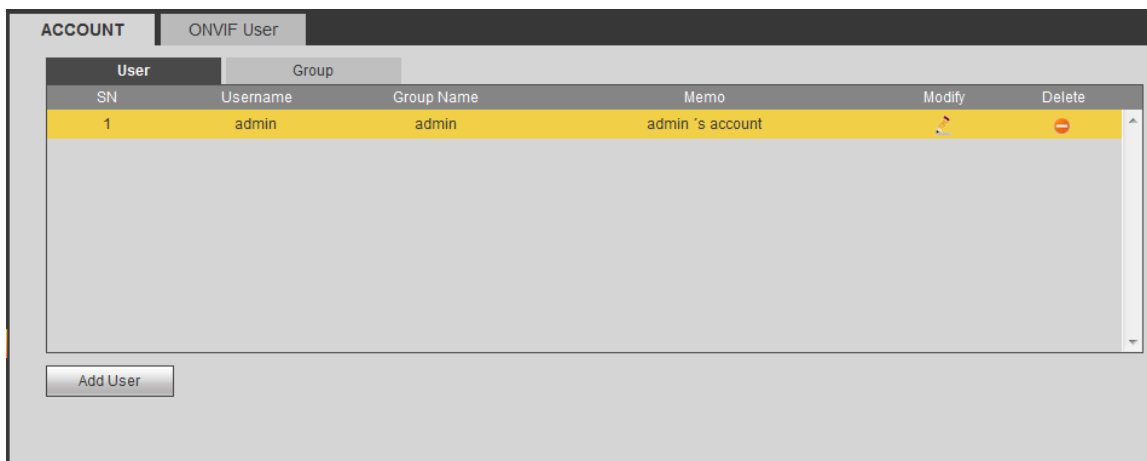 ACCOUNT ONVIF User
User Group
SN Username Group Name Memo Modify Delete
1 admin admin admin ´s account
Add User